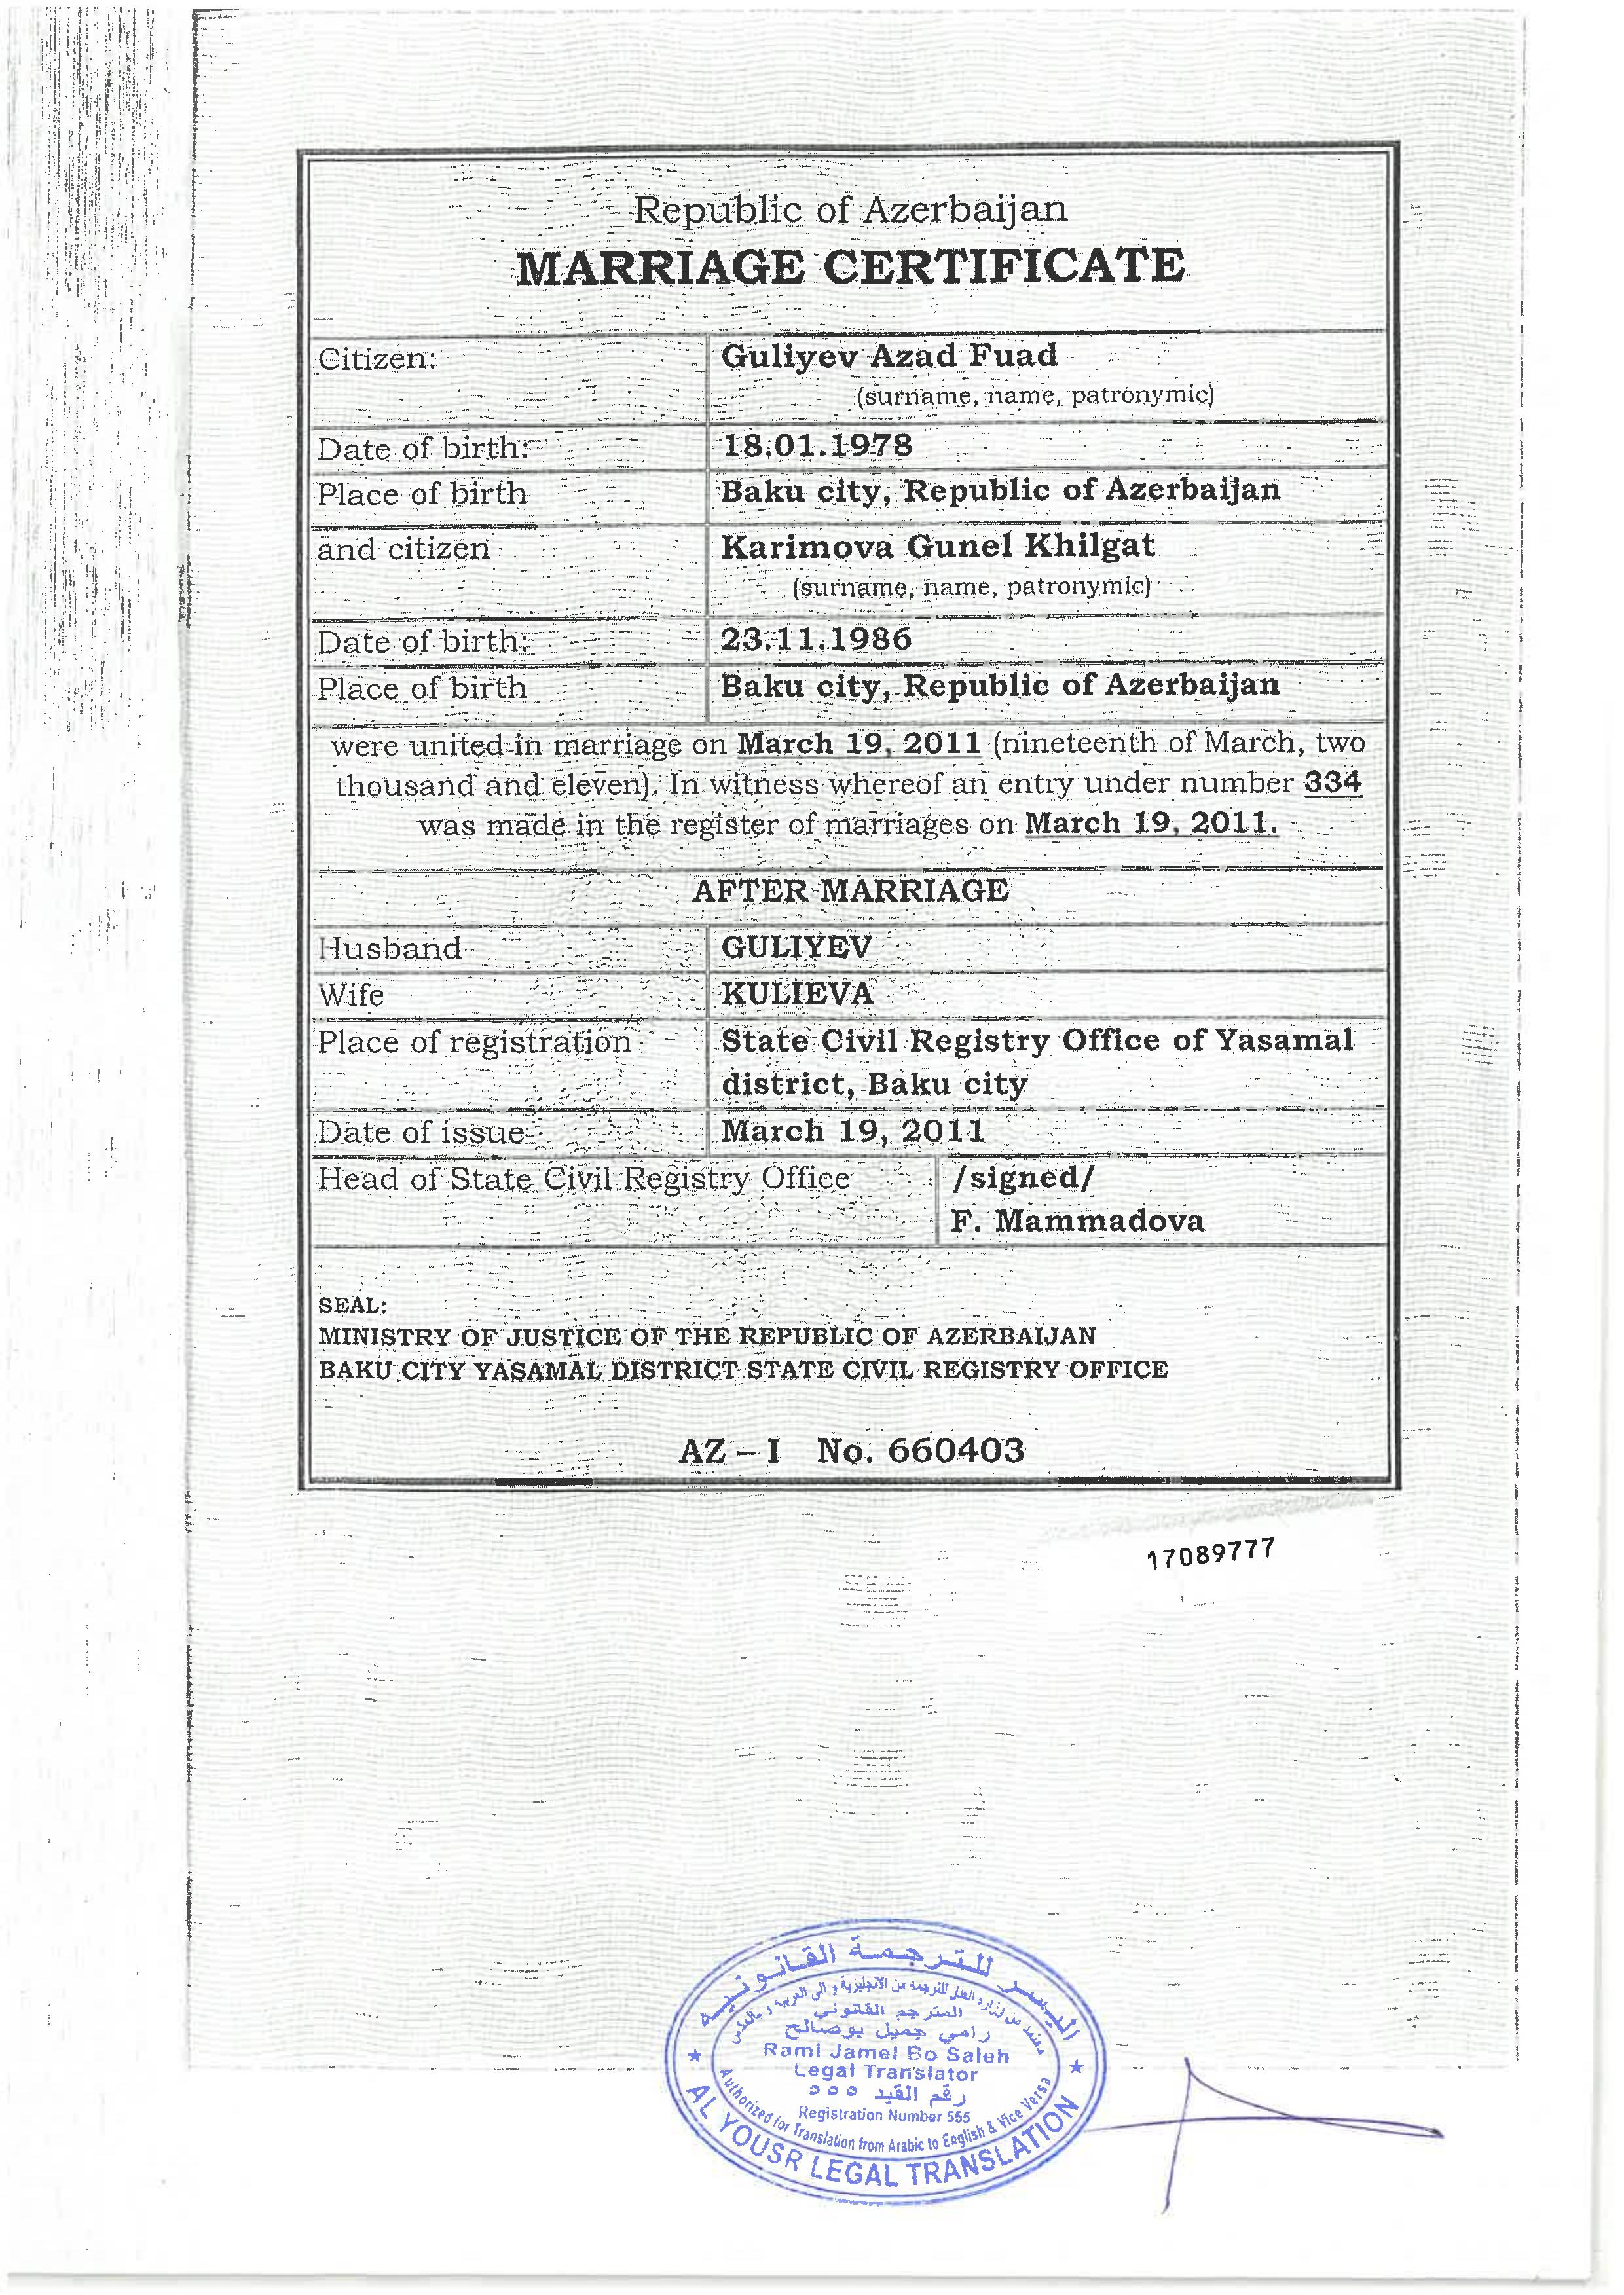 Republic of Azerbaijan
MARRIAGE CERTIFICATE
Citizen: Guliyev Azad Fuad
(surname, name, patronymic)
Date of birth: 18.01.1978
Place of birth Baku city, Republic of Azerbaijan
and citizen Karimova Gunel Khilgat
(surname, name, patronymic)
Date of birth: 23.11.1986
Place of birth Baku city, Republic of Azerbaijan
were united in marriage on March 19, 2011 (nineteenth of March, two
thousand and eleven). In witness whereof an entry under number 334
was made in the register of marriages on March 19, 2011.
AFTER MARRIAGE
Husband GULIYEV
Wife KULIEVA
Place of registration State Civil Registry Office of Yasamal
district, Baku city
Date of issue March 19, 2011
Head of State Civil Registry Office /signed/
F. Mammadova
SEAL:
MINISTRY OF JUSTICE OF THE REPUBLIC OF AZERBAIJAN
BAKU CITY YASAMAL DISTRICT STATE CIVIL REGISTRY OFFICE
AZ – I No. 660403
17089777
اليسر للترجمة القانونية
معتمد من وزارة العدل للترجمة من الانجليزية و الى العربية و بالعكس
المترجم القانوني
رامي جميل بوصالح
Rami Jamel Bo Saleh
Legal Translator
رقم القيد ٥٥٥
Registration Number 555
Authorized for Translation from Arabic to English & Vice Versa
AL YOUSR LEGAL TRANSLATION